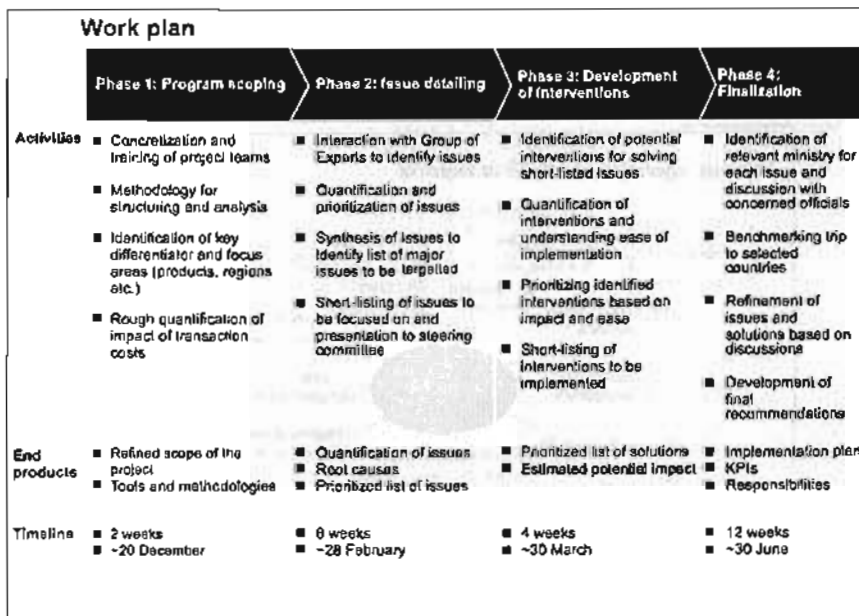 Work plan
Phase 1: Program scoping
Phase 2: Issue detailing
Phase 3: Development
of interventions
Phase 4:
Finalization
Activities
■ Concretization and
training of project teams
■ Methodology for
structuring and analysis
■ Identification of key
differentiator and focus
areas (products, regions
etc.)
■ Rough quantification of
impact of transaction
costs
■ Interaction with Group of
Experts to identify issues
■ Quantification and
prioritization of issues
■ Synthesis of issues to
identify list of major
issues to be targeted
■ Short-listing of issues to
be focused on and
presentation to steering
committee
■ Identification of potential
interventions for solving
short-listed issues
■ Quantification of
interventions and
understanding ease of
implementation
■ Prioritizing identified
interventions based on
impact and ease
■ Short-listing of
interventions to be
implemented
■ Identification of
relevant ministry for
each issue and
discussion with
concerned officials
■ Benchmarking trip
to selected
countries
■ Refinement of
issues and
solutions based on
discussions
■ Development of
final
recommendations
End
products
■ Refined scope of the
project
■ Tools and methodologies
■ Quantification of issues
■ Root causes
■ Prioritized list of issues
■ Prioritized list of solutions
■ Estimated potential impact
■ Implementation plan
■ KPIs
■ Responsibilities
Timeline
■ 2 weeks
■ ~20 December
■ weeks
■ ~28 February
■ 4 weeks
■ ~30 March
■ 12 weeks
■ ~30 June